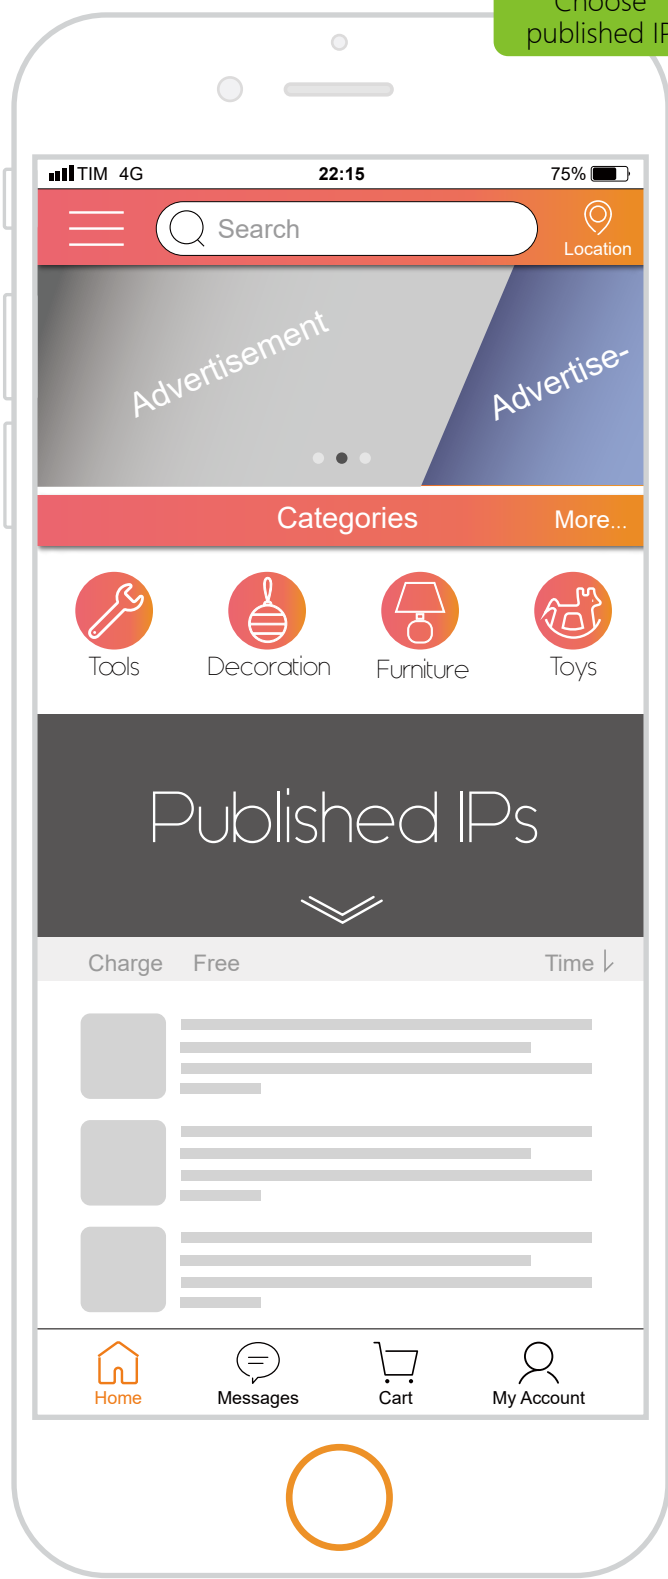 Choose
published IP
TIM 4G 22:15 75%
Search
Location
Advertisement
Advertise-
Categories More...
Tools Decoration Furniture Toys
Published IPs
Charge Free Time
Home Messages Cart My Account